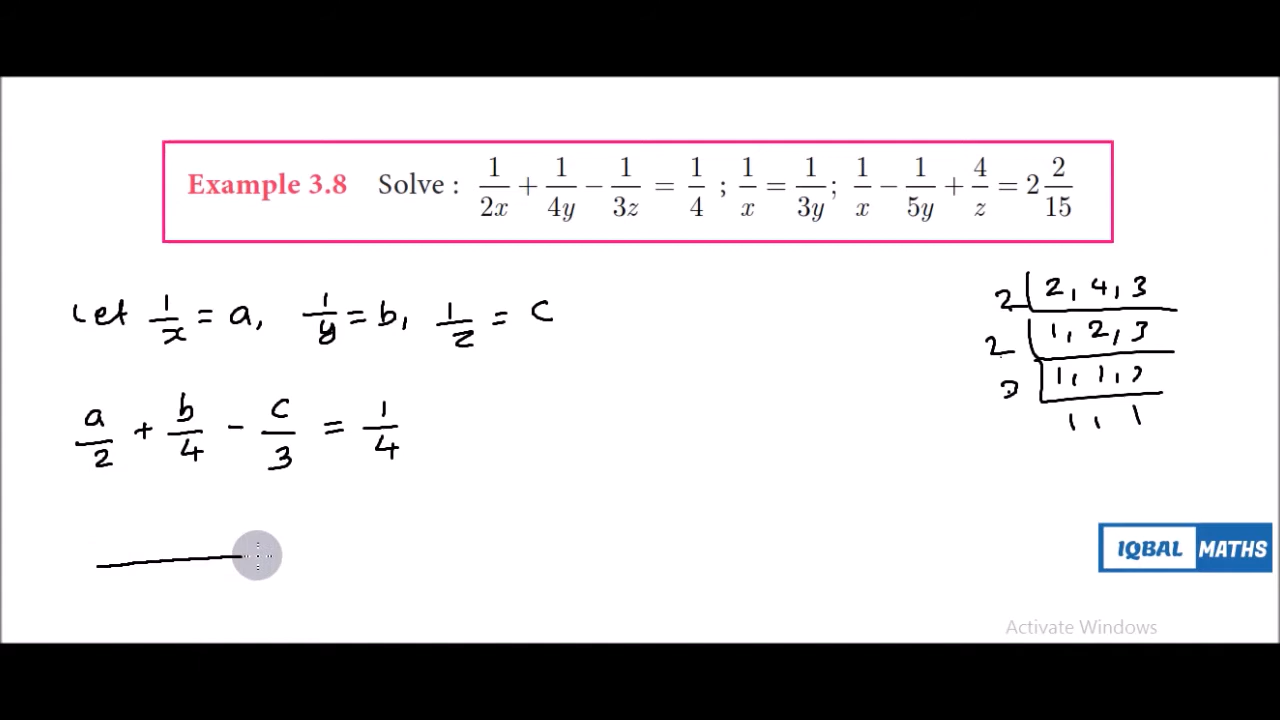 Example 3.8 Solve : 1/2x + 1/4y − 1/3z = 1/4 ; 1/x = 1/3y ; 1/x − 1/5y + 4/z = 2 2/15
Let 1/x = a, 1/y = b, 1/z = c
a/2 + b/4 − c/3 = 1/4
2 | 2, 4, 3
2 | 1, 2, 3
3 | 1, 1, 3
1, 1, 1
IQBAL MATHS
Activate Windows